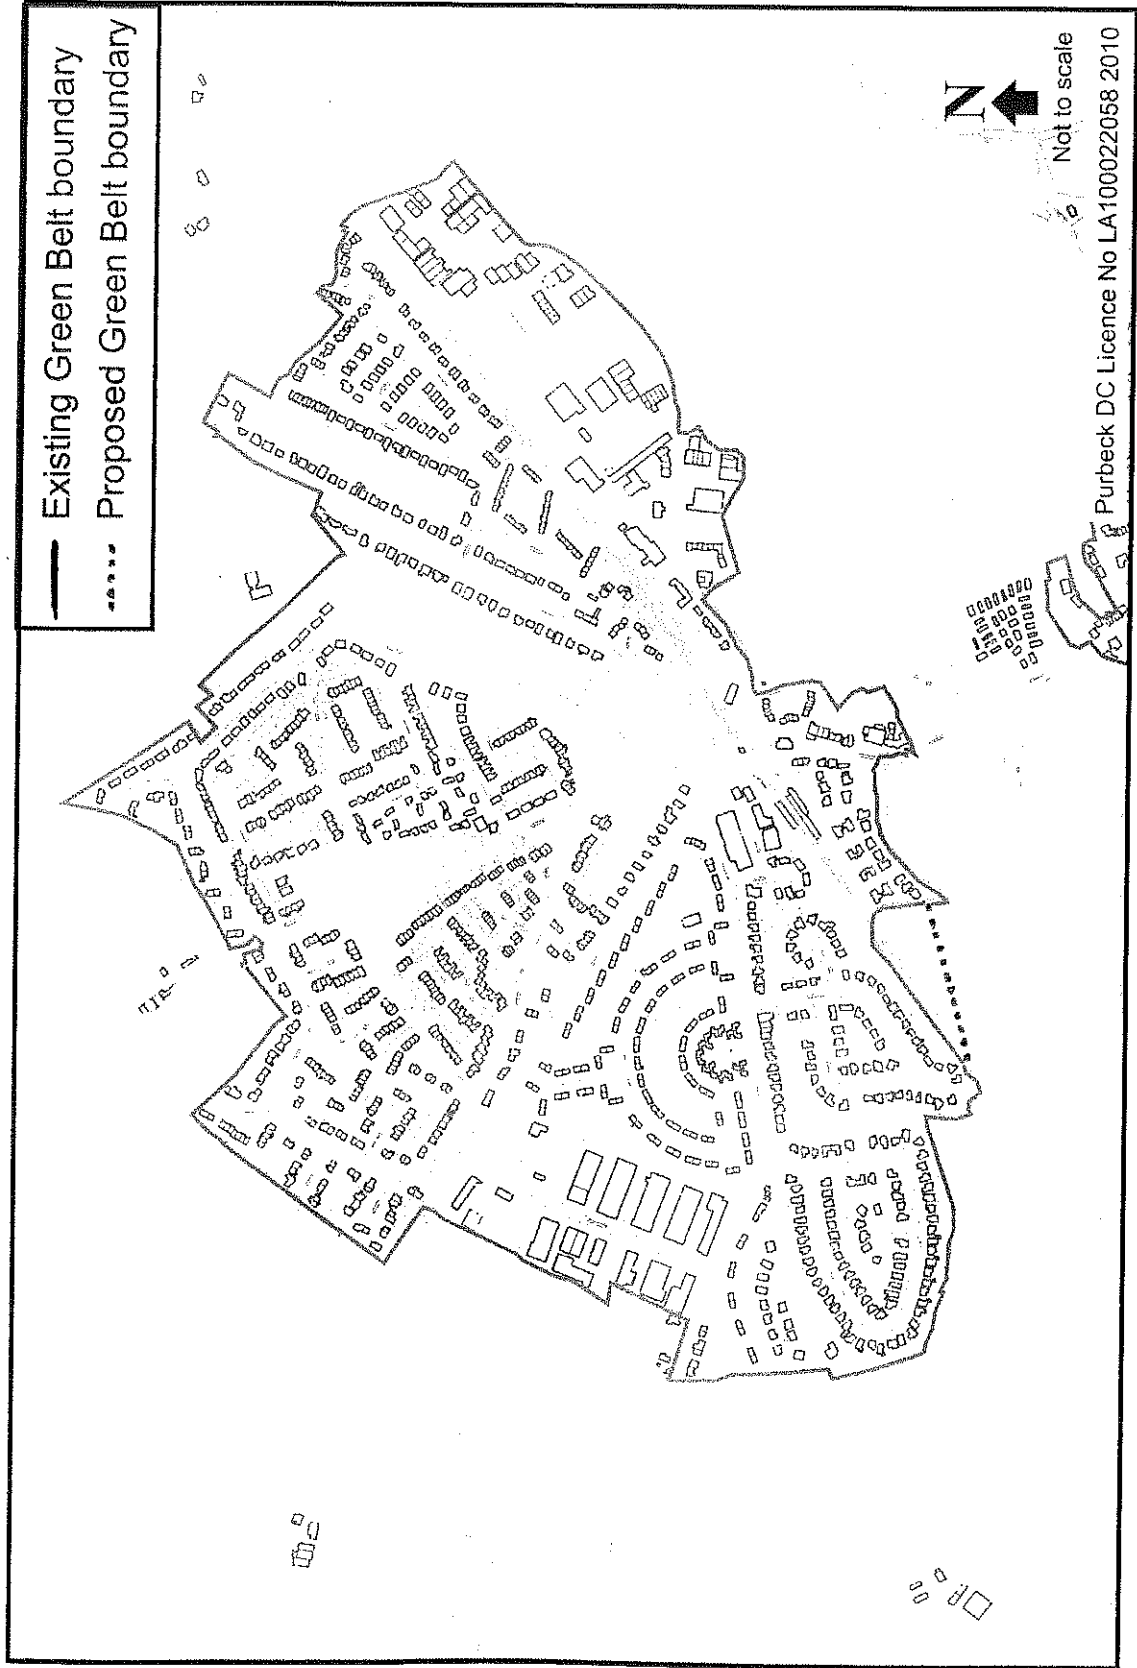 Existing Green Belt boundary
Proposed Green Belt boundary
N
Not to scale
Purbeck DC Licence No LA100022058 2010